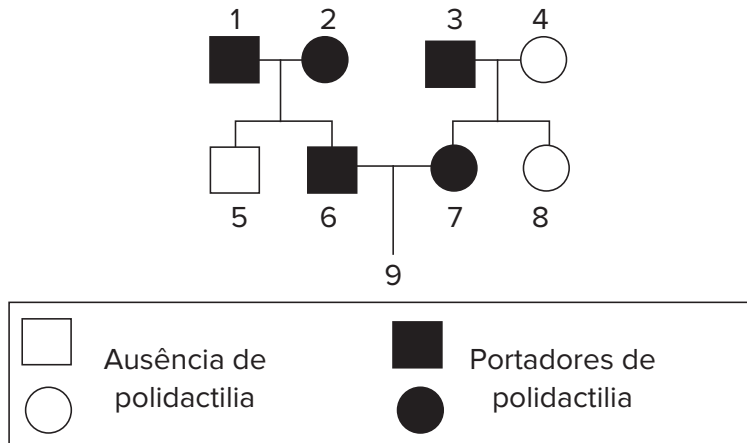 1 2 3 4
5 6 7 8
9
Ausência de
polidactilia
Portadores de
polidactilia